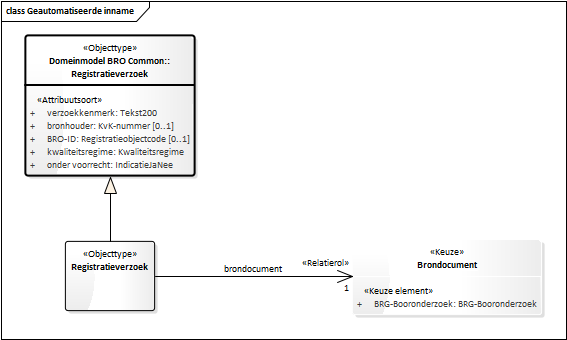 class Geautomatiseerde inname
«Objecttype»
Domeinmodel BRO Common::
Registratieverzoek
«Attribuutsoort»
+ verzoekkenmerk: Tekst200
+ bronhouder: KvK-nummer [0..1]
+ BRO-ID: Registratieobjectcode [0..1]
+ kwaliteitsregime: Kwaliteitsregime
+ onder voorrecht: IndicatieJaNee
«Objecttype»
Registratieverzoek
brondocument
«Relatierol»
1
«Keuze»
Brondocument
«Keuze element»
+ BRG-Booronderzoek: BRG-Booronderzoek